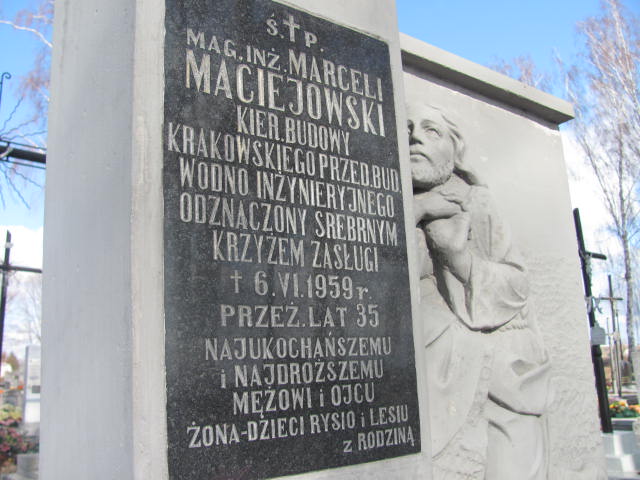 Ś†P.
MAG. INŻ. MARCELI
MACIEJOWSKI
KIER. BUDOWY
KRAKOWSKIEGO PRZED. BUD.
WODNO INŻYNIERYJNEGO
ODZNACZONY SREBRNYM
KRZYŻEM ZASŁUGI
† 6.VI.1959 r.
PRZEŻ. LAT 35
NAJUKOCHAŃSZEMU
i NAJDROŻSZEMU
MĘŻOWI i OJCU
ŻONA-DZIECI RYSIO i LESIU
z RODZINĄ